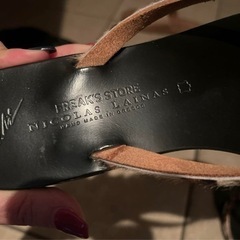 FREAK'S STORE
NICOLAS LAINAS
HAND MADE IN GREECE